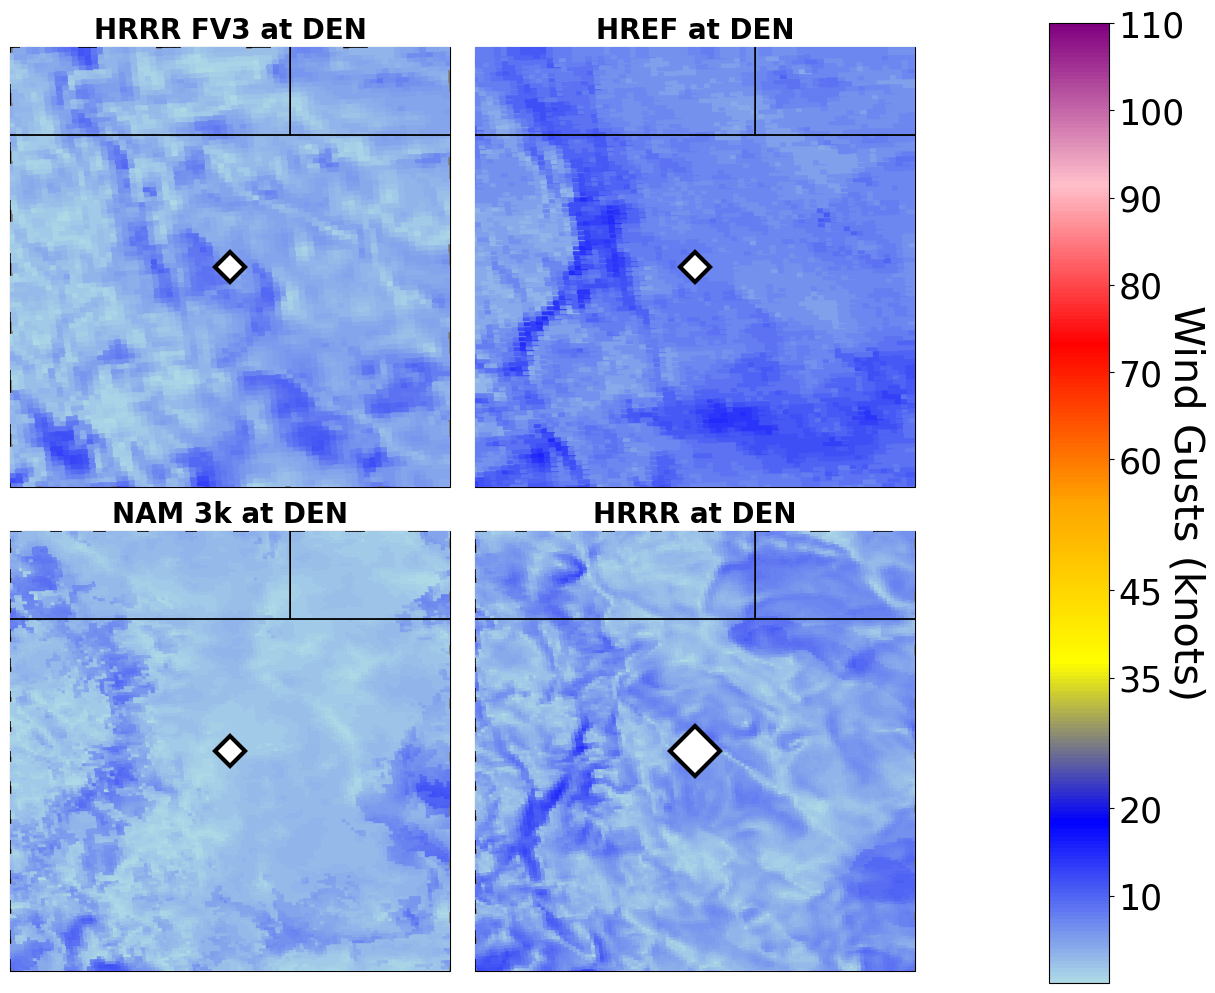 HRRR FV3 at DEN
HREF at DEN
NAM 3k at DEN
HRRR at DEN
110
100
90
80
70
60
45
35
20
10
Wind Gusts (knots)